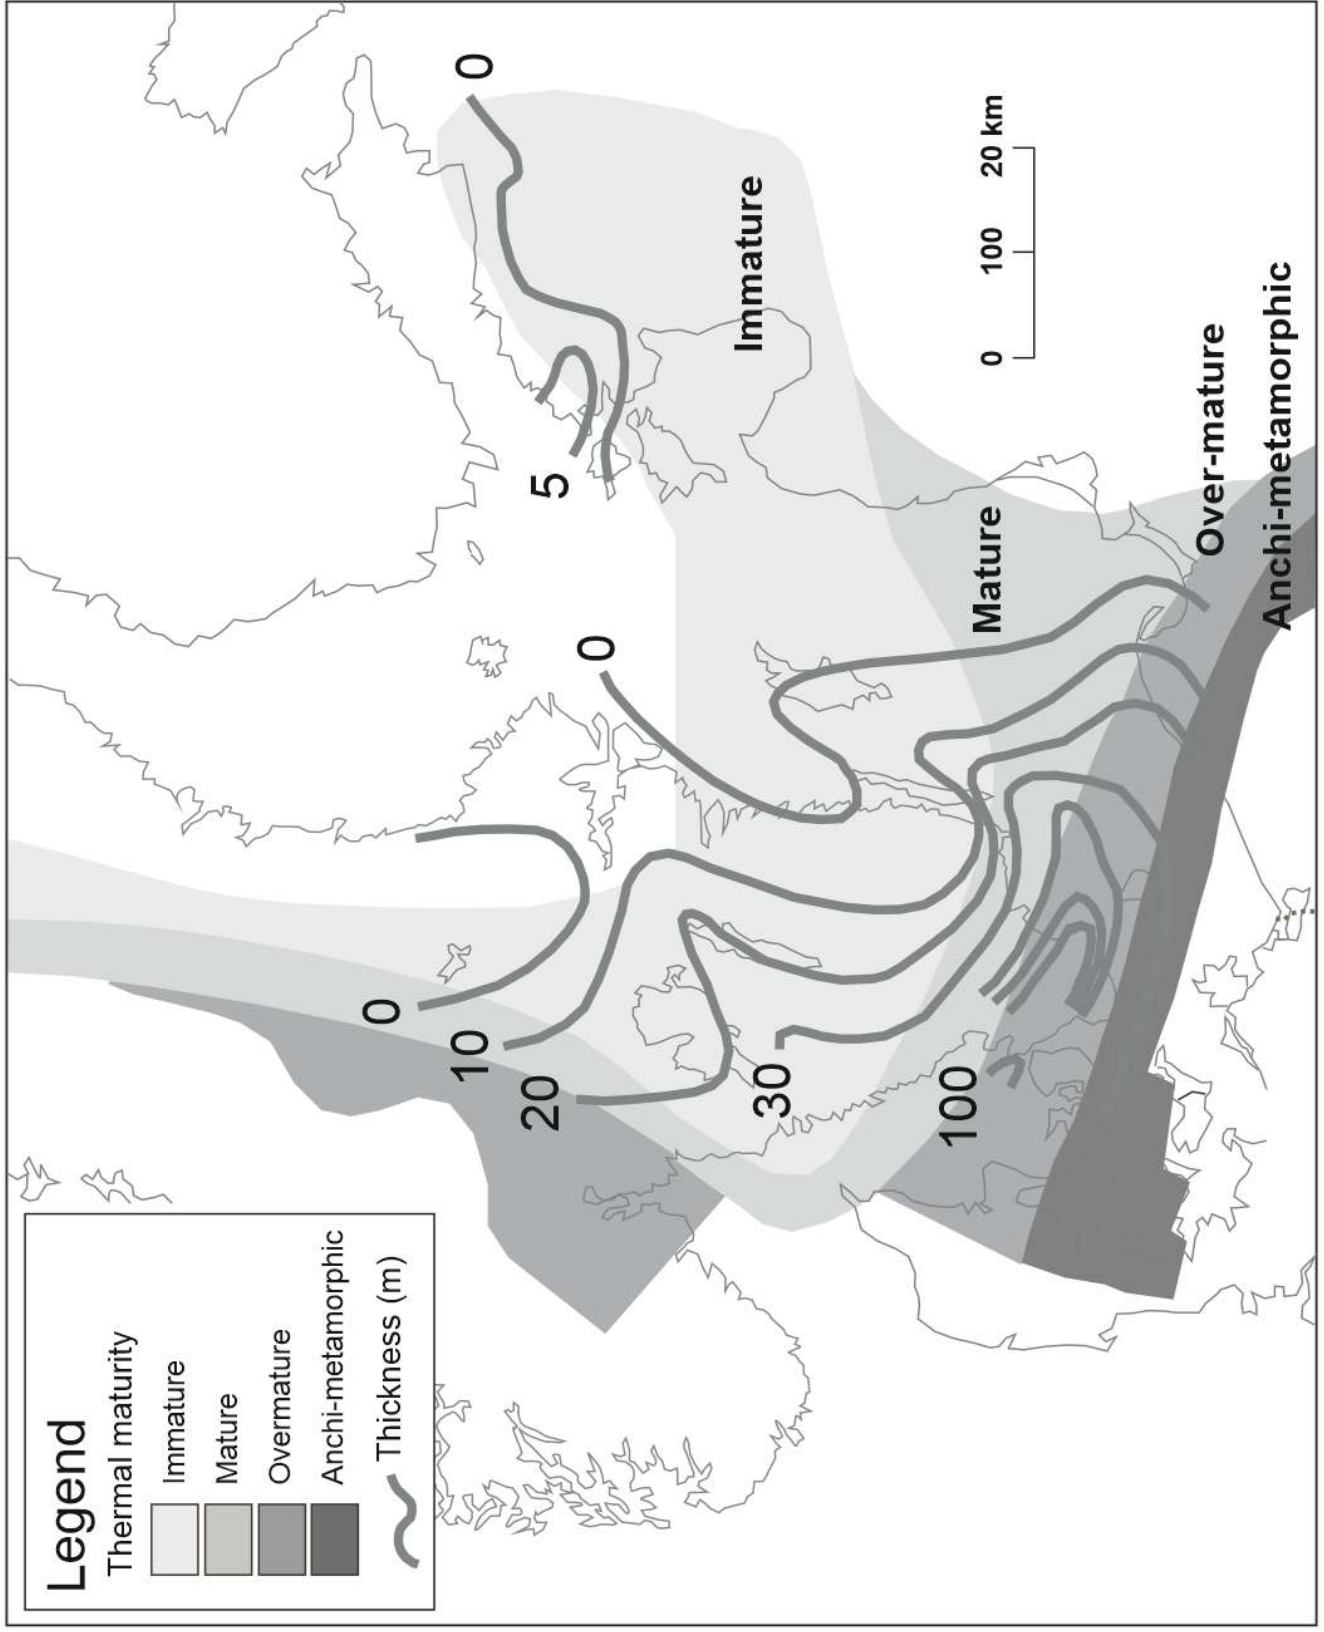 Legend
Thermal maturity
Immature
Mature
Overmature
Anchi-metamorphic
Thickness (m)
0
10
20
30
100
0
5
0
Immature
Mature
Over-mature
Anchi-metamorphic
0 100 20 km